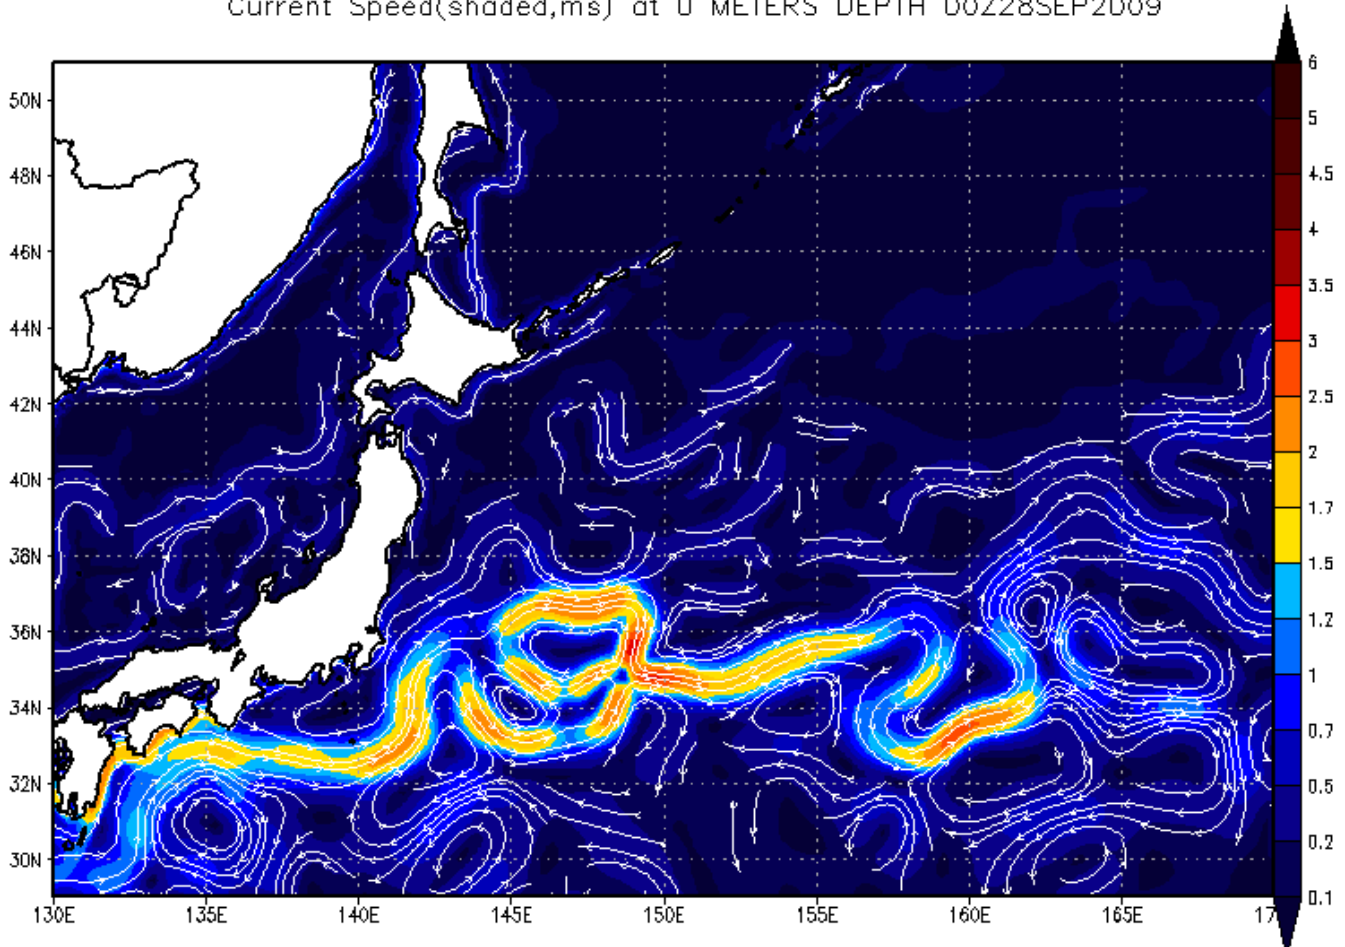 Current Speed(shaded,ms) at 0 METERS DEPTH 00Z28SEP2009
50N
48N
46N
44N
42N
40N
38N
36N
34N
32N
30N
130E 135E 140E 145E 150E 155E 160E 165E 17
6
5
4.5
4
3.5
3
2.5
2
1.7
1.5
1.2
1
0.7
0.5
0.2
0.1